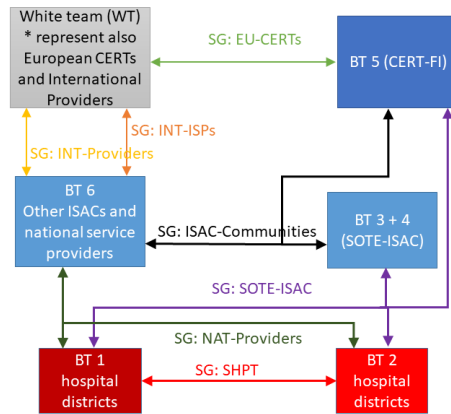 White team (WT)
* represent also
European CERTs
and International
Providers
SG: EU-CERTs
BT 5 (CERT-FI)
SG: INT-ISPs
SG: INT-Providers
BT 6
Other ISACs and
national service
providers
SG: ISAC-Communities
BT 3 + 4
(SOTE-ISAC)
SG: SOTE-ISAC
SG: NAT-Providers
BT 1
hospital
districts
SG: SHPT
BT 2
hospital
districts